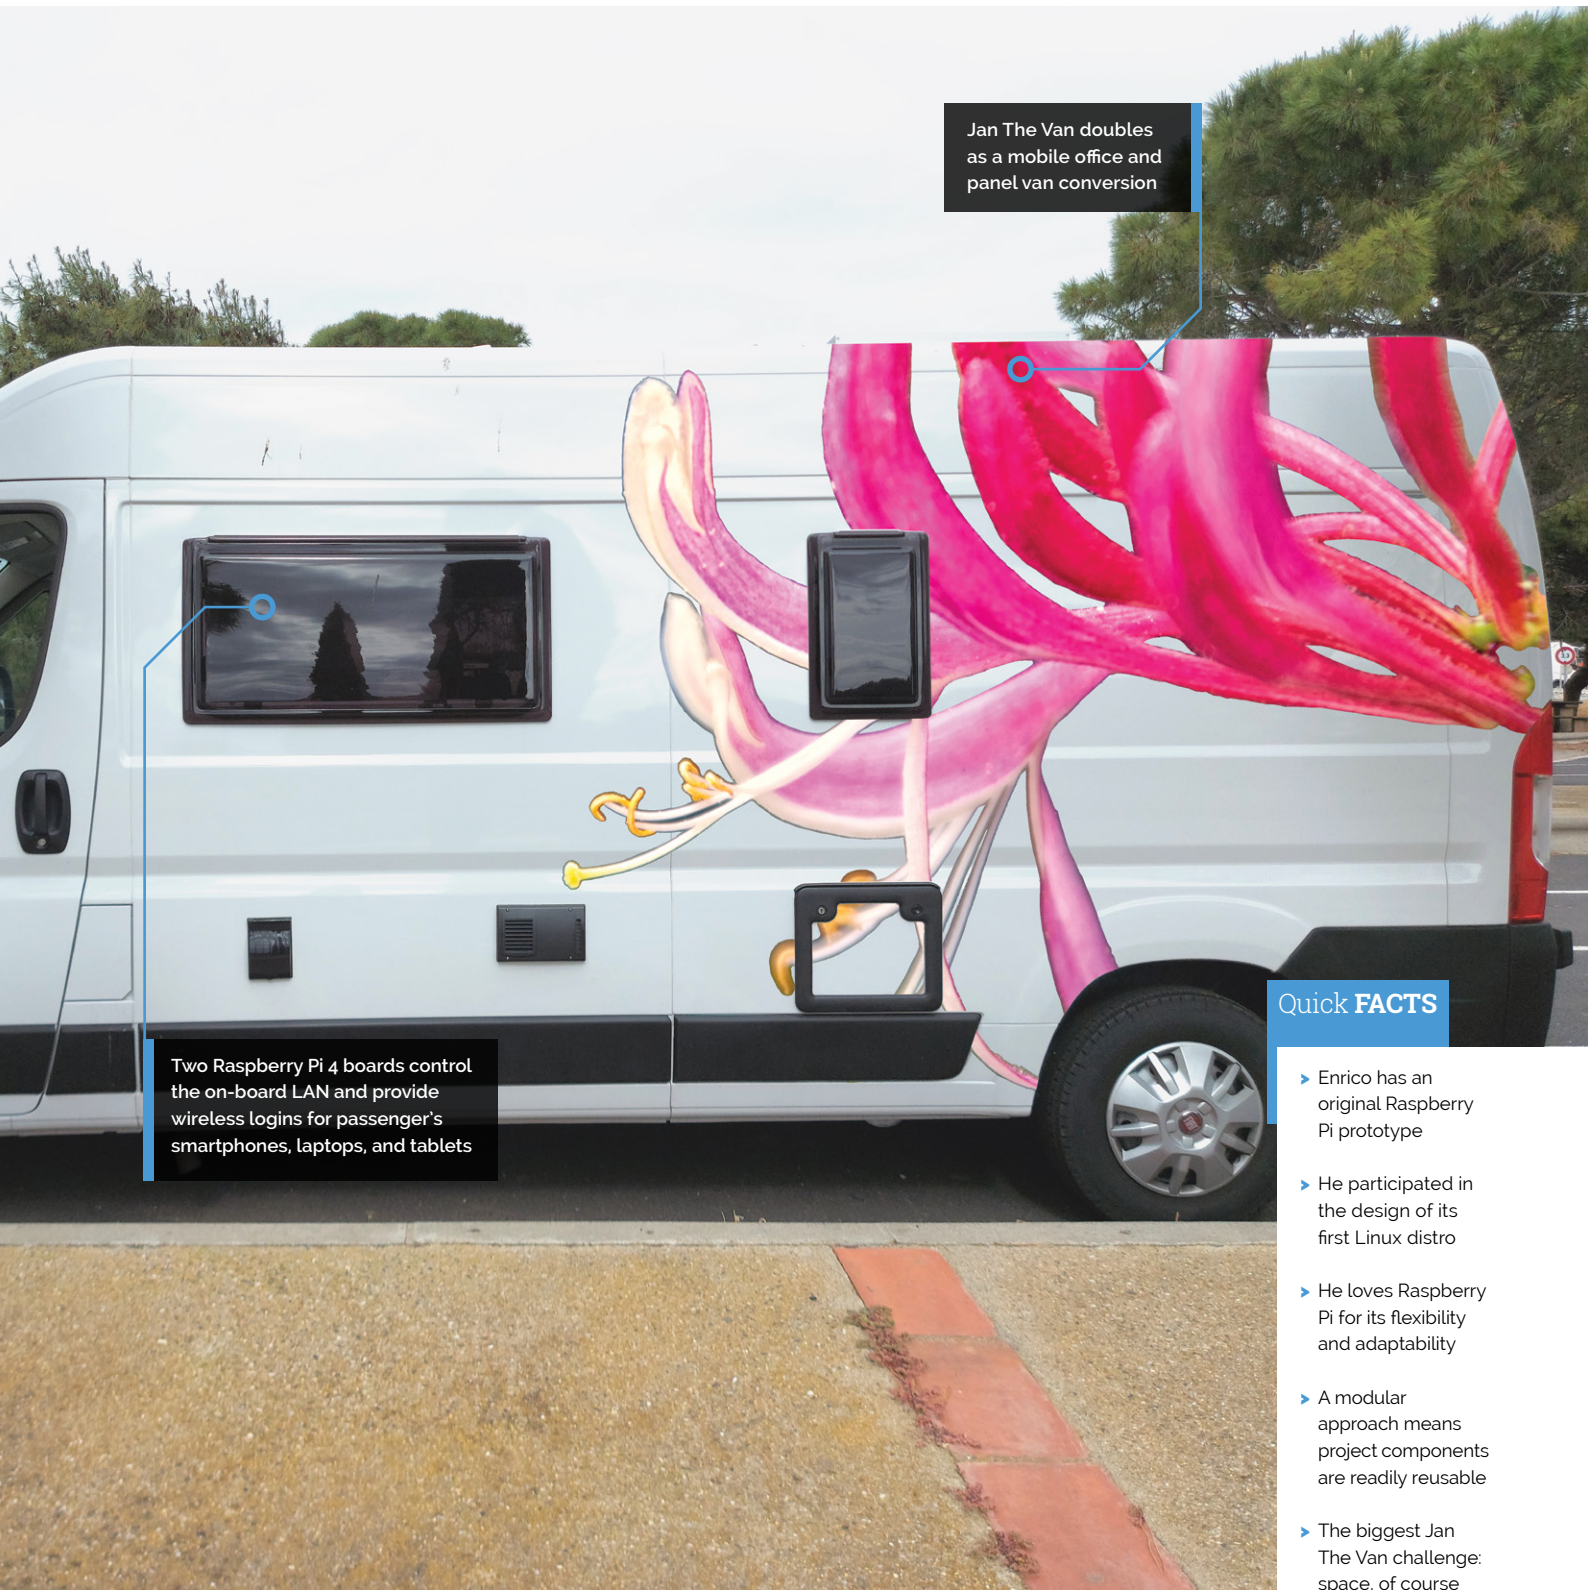 Jan The Van doubles
as a mobile office and
panel van conversion
Two Raspberry Pi 4 boards control
the on-board LAN and provide
wireless logins for passenger's
smartphones, laptops, and tablets
Quick FACTS
> Enrico has an
original Raspberry
Pi prototype
> He participated in
the design of its
first Linux distro
> He loves Raspberry
Pi for its flexibility
and adaptability
> A modular
approach means
project components
are readily reusable
> The biggest Jan
The Van challenge:
space, of course